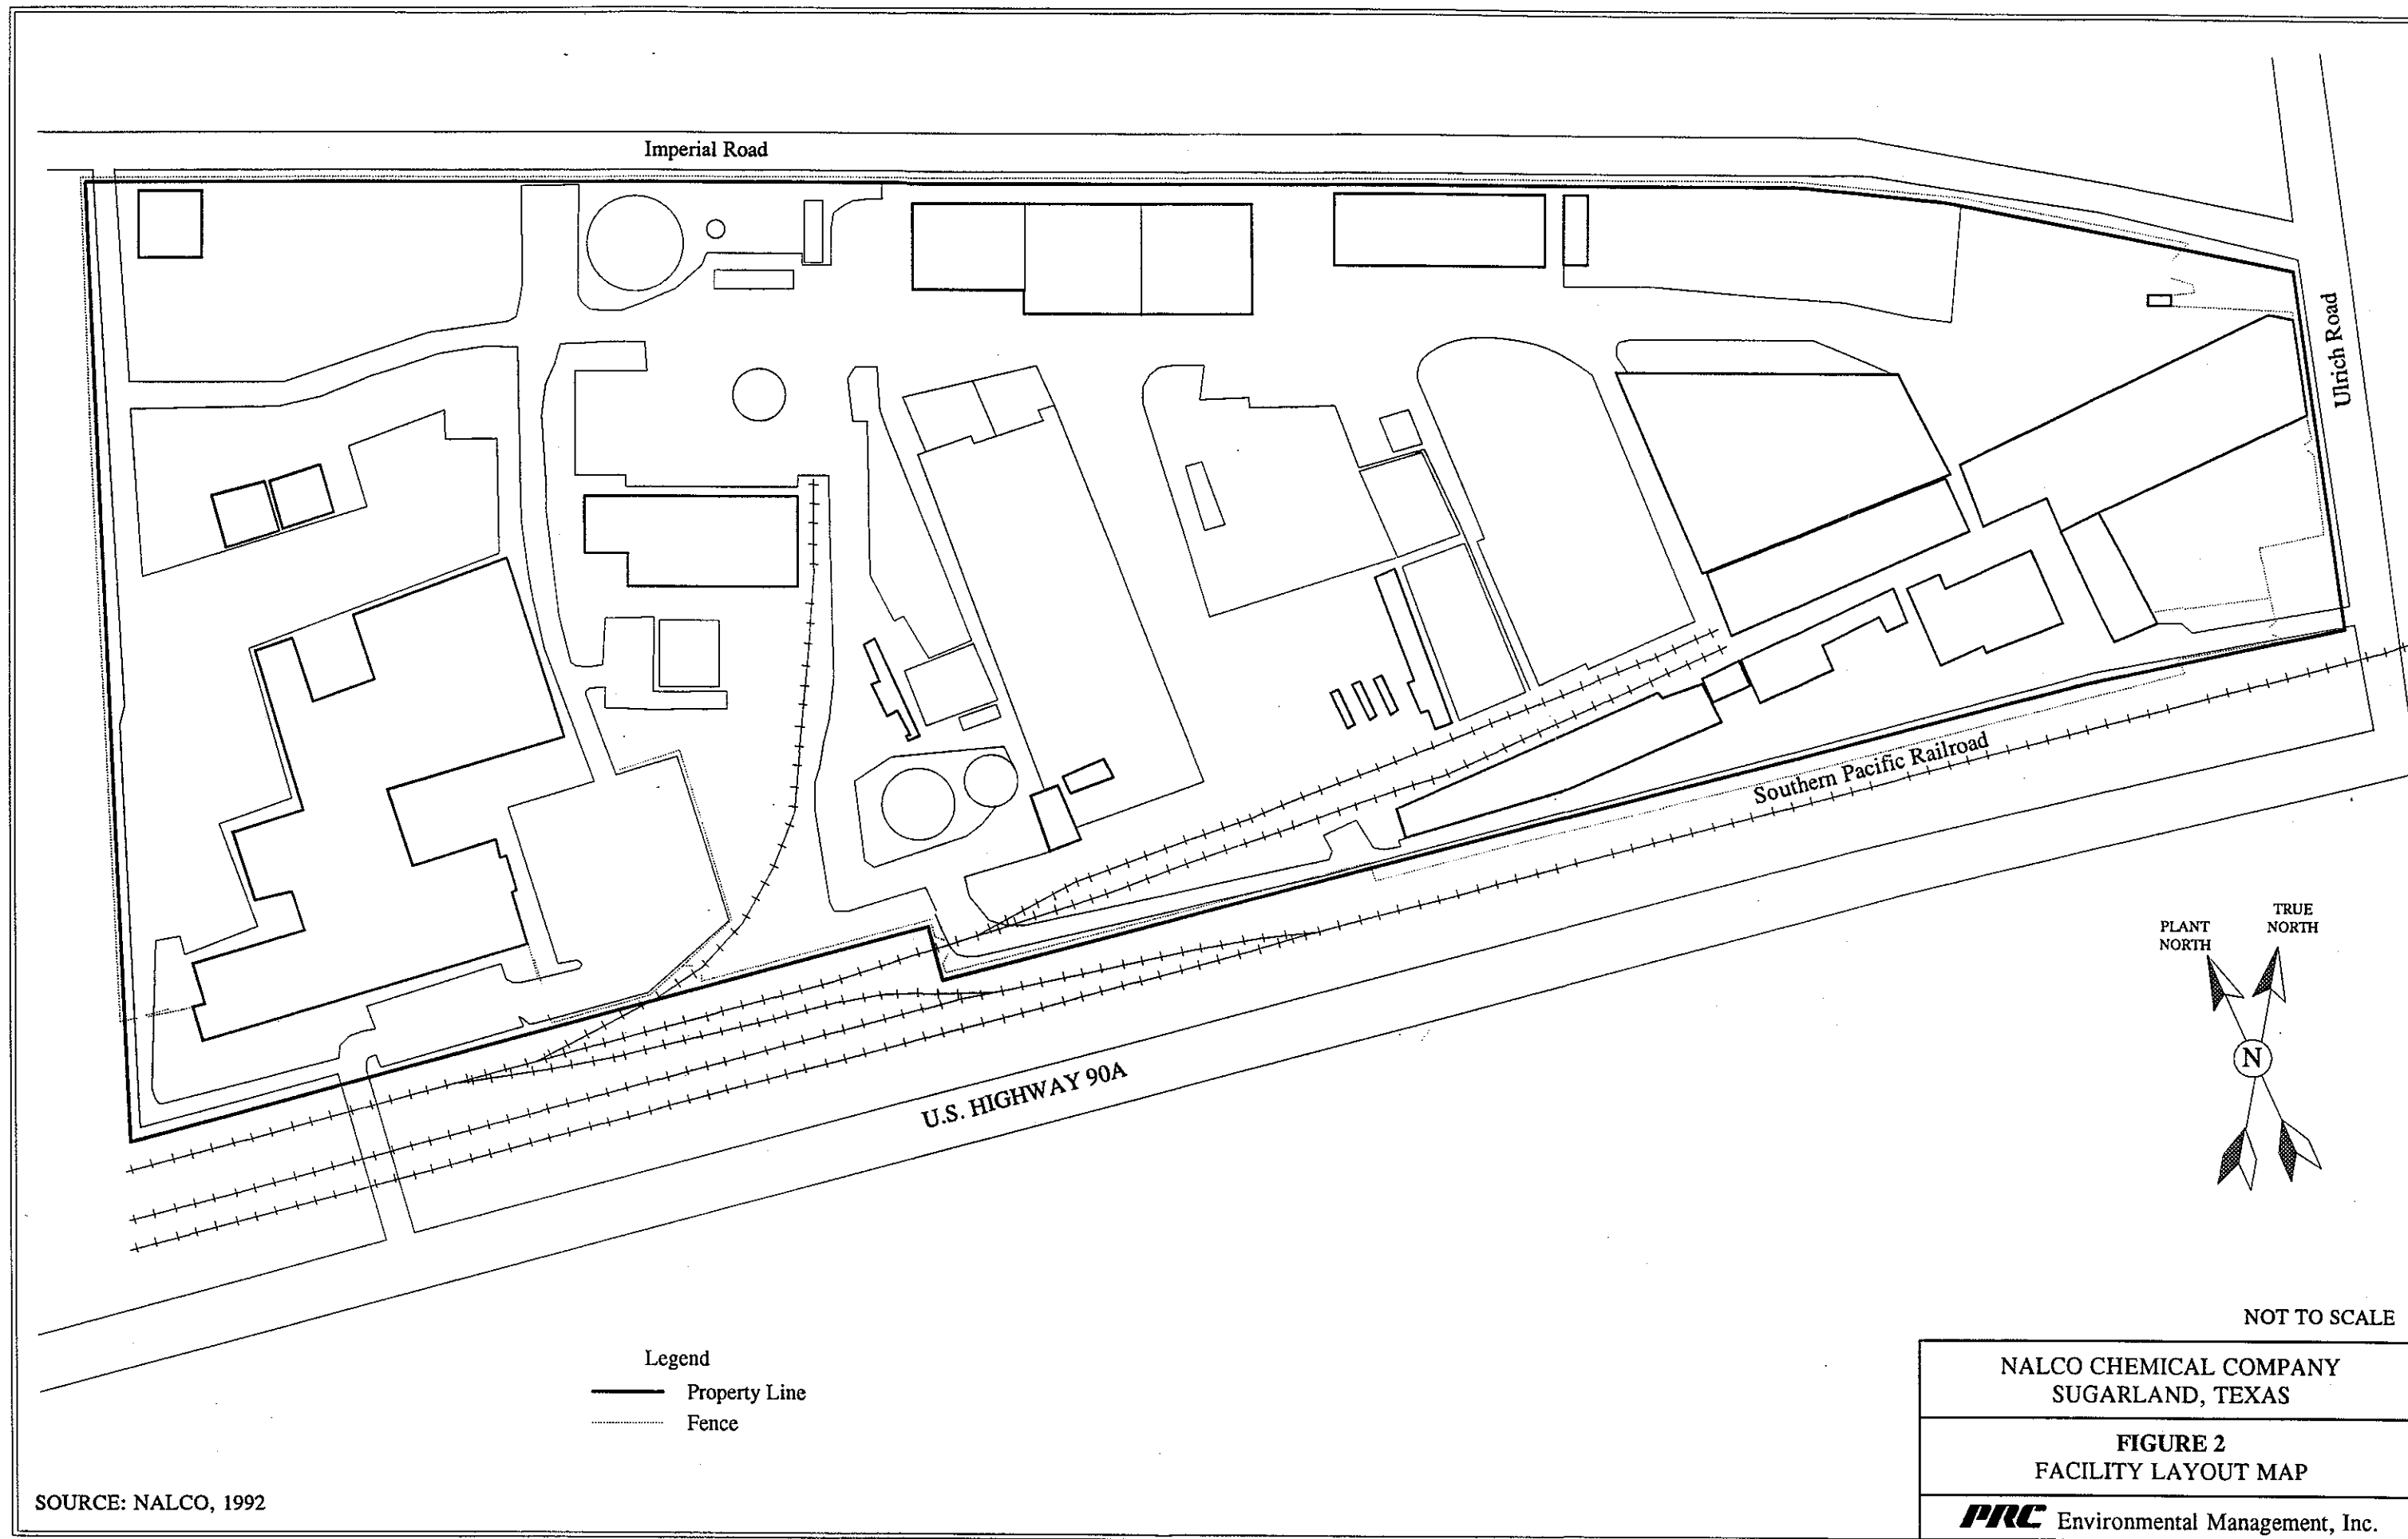 Imperial Road
Ulrich Road
Southern Pacific Railroad
U.S. HIGHWAY 90A
PLANT
NORTH
TRUE
NORTH
N
NOT TO SCALE
Legend
Property Line
Fence
NALCO CHEMICAL COMPANY
SUGARLAND, TEXAS
FIGURE 2
FACILITY LAYOUT MAP
PRC Environmental Management, Inc.
SOURCE: NALCO, 1992